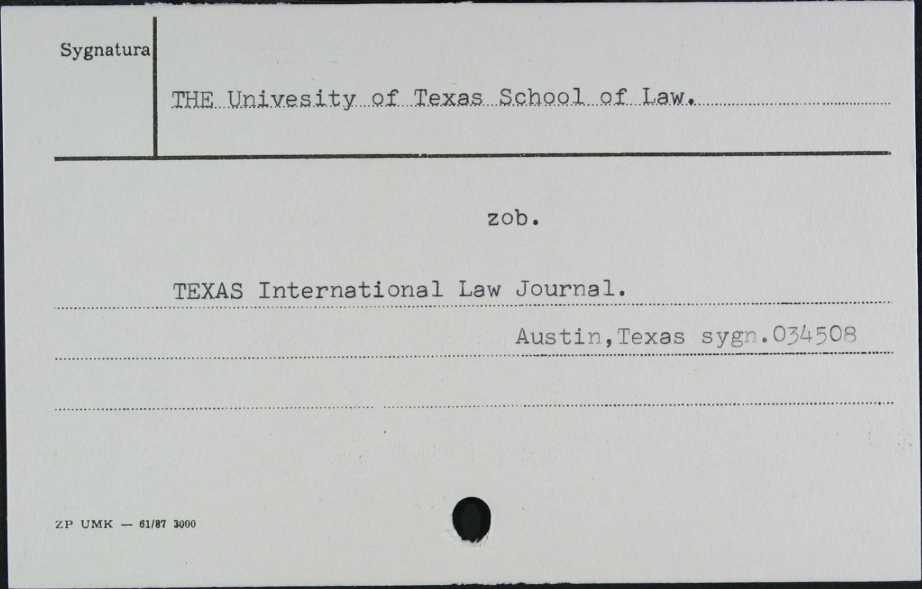 Sygnatura
THE Univesity of Texas School of Law.
zob.
TEXAS International Law Journal.
Austin,Texas sygn.034508
ZP UMK — 61/87 3000